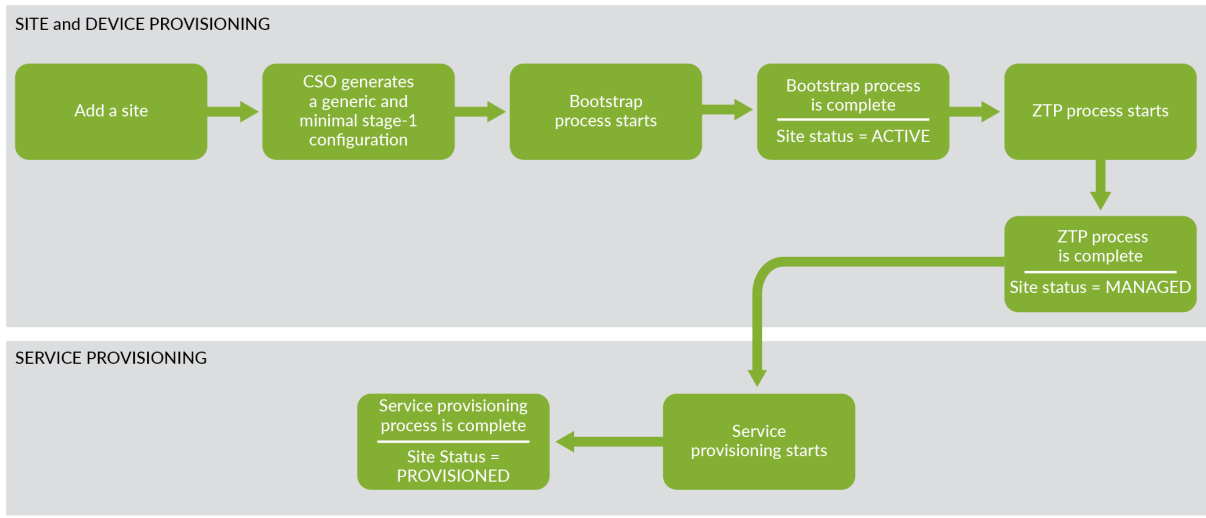 SITE and DEVICE PROVISIONING
Add a site
CSO generates
a generic and
minimal stage-1
configuration
Bootstrap
process starts
Bootstrap process
is complete
Site status = ACTIVE
ZTP process starts
ZTP process
is complete
Site status = MANAGED
SERVICE PROVISIONING
Service provisioning
process is complete
Site Status =
PROVISIONED
Service
provisioning starts